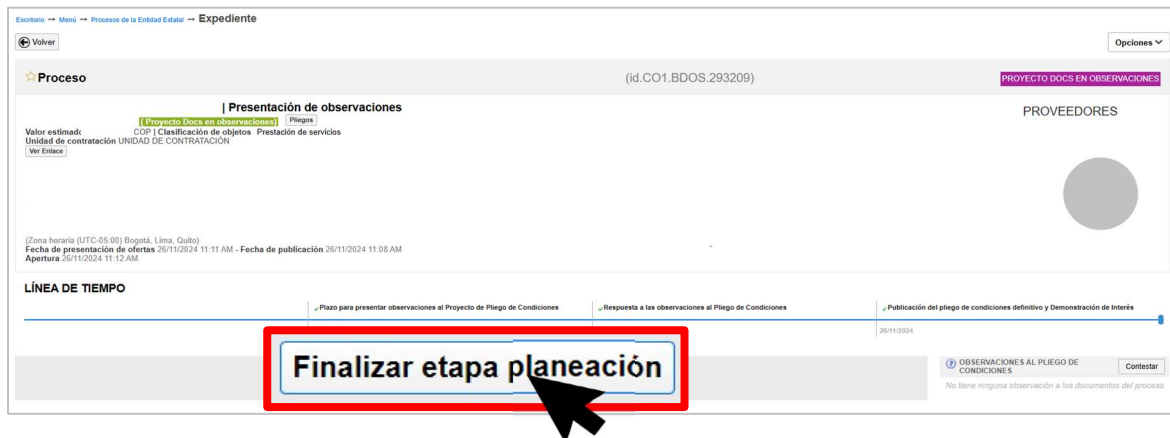 Escritorio → Menú → Procesos de la Entidad Estatal → Expediente
Volver
Opciones
Proceso
(id.CO1.BDOS.293209)
PROYECTO DOCS EN OBSERVACIONES
| Presentación de observaciones
( Proyecto Docs en observaciones) Pliegos
Valor estimado COP | Clasificación de objetos Prestación de servicios
Unidad de contratación UNIDAD DE CONTRATACIÓN
Ver Enlace
PROVEEDORES
(Zona horaria (UTC-05:00) Bogotá, Lima, Quito)
Fecha de presentación de ofertas 26/11/2024 11:11 AM - Fecha de publicación 26/11/2024 11:08 AM
Apertura 26/11/2024 11:12 AM
LÍNEA DE TIEMPO
Plazo para presentar observaciones al Proyecto de Pliego de Condiciones
Respuesta a las observaciones al Pliego de Condiciones
Publicación del pliego de condiciones definitivo y Demonstración de Interés
26/11/2024
Finalizar etapa planeación
OBSERVACIONES AL PLIEGO DE
CONDICIONES
Contestar
No tiene ninguna observación a los documentos del proceso